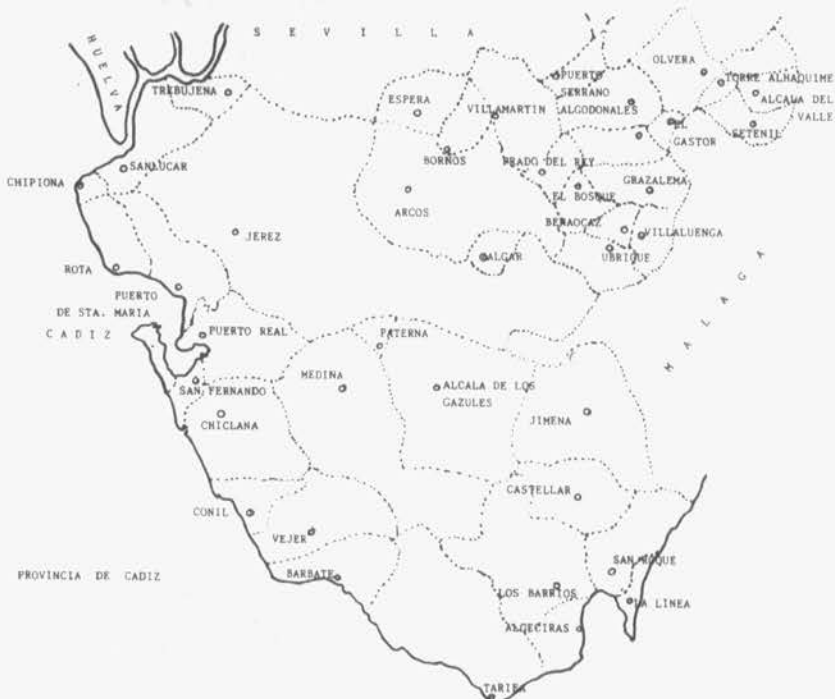 S E V I L L A
HUELVA
OLVERA
TORRE ALHAQUIME
PUERTO
SERRANO
ALCALA DEL
VALLE
TREBUJENA
ESPERA
VILLAMARTIN
ALGODONALES
EL
GASTOR
SETENIL
BORNOS
PRADO DEL REY
SANLUCAR
CHIPIONA
EL BOSQUE
GRAZALEMA
ARCOS
BENAOCAZ
VILLALUENGA
JEREZ
UBRIQUE
ALGAR
ROTA
PUERTO
DE STA. MARIA
C A D I Z
PUERTO REAL
PATERNA
M A L A G A
MEDINA
SAN FERNANDO
ALCALA DE LOS
GAZULES
CHICLANA
JIMENA
CASTELLAR
CONIL
VEJER
SAN ROQUE
PROVINCIA DE CADIZ
BARBATE
LOS BARRIOS
LA LINEA
ALGECIRAS
TARIFA